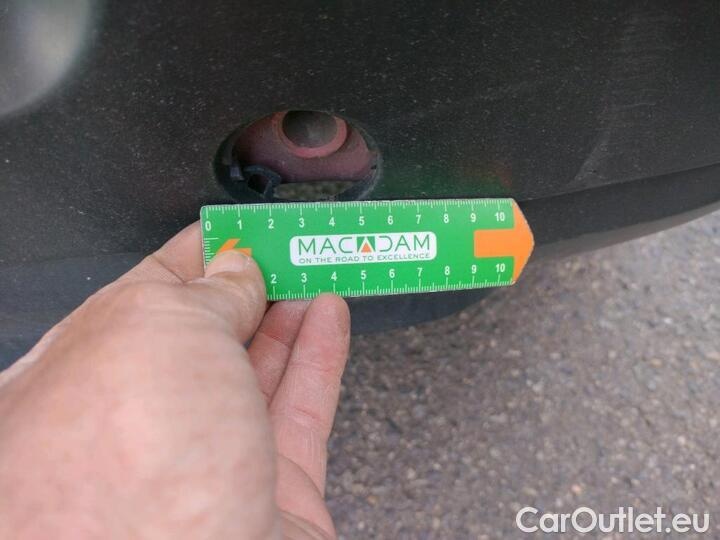 0 1 2 3 4 5 6 7 8 9 10
MACADAM
ON THE ROAD TO EXCELLENCE
2 3 4 5 6 7 8 9 10
CarOutlet.eu